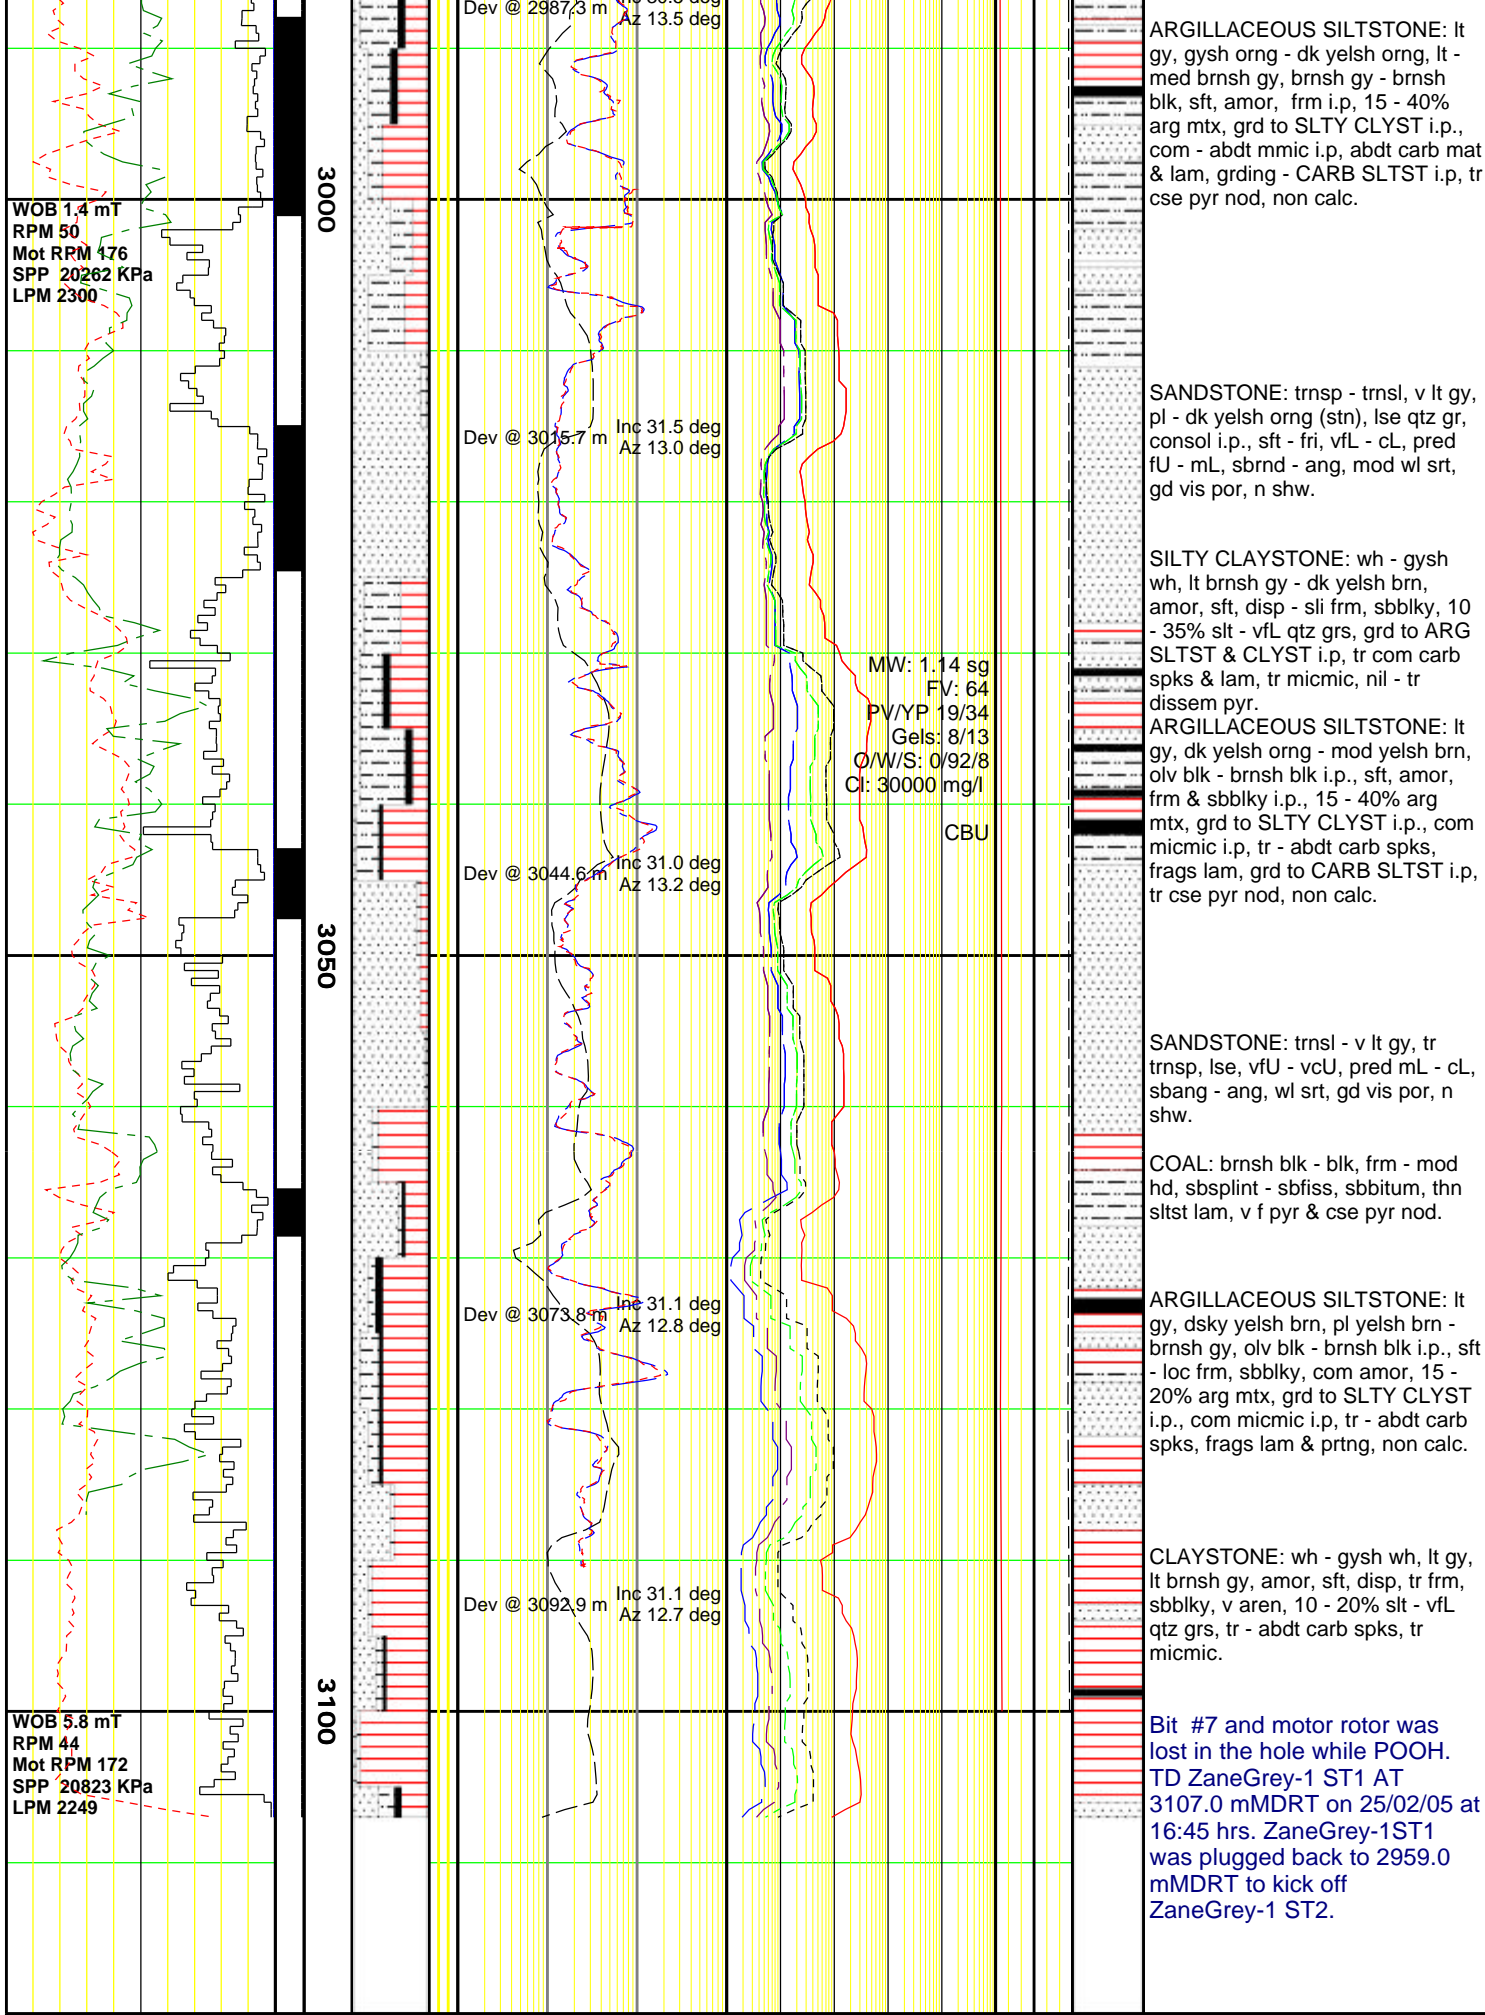 Dev @ 2987.3 m
Az 13.5 deg
WOB 1.4 mT
RPM 50
Mot RPM 176
SPP 20262 KPa
LPM 2300
3000
Dev @ 3015.7 m
Inc 31.5 deg
Az 13.0 deg
MW: 1.14 sg
FV: 64
PV/YP 19/34
Gels: 8/13
O/W/S: 0/92/8
Cl: 30000 mg/l
CBU
Dev @ 3044.6 m
Inc 31.0 deg
Az 13.2 deg
3050
Dev @ 3073.8 m
Inc 31.1 deg
Az 12.8 deg
Dev @ 3092.9 m
Inc 31.1 deg
Az 12.7 deg
3100
WOB 5.8 mT
RPM 44
Mot RPM 172
SPP 20823 KPa
LPM 2249
ARGILLACEOUS SILTSTONE: lt
gy, gysh orng - dk yelsh orng, lt -
med brnsh gy, brnsh gy - brnsh
blk, sft, amor, frm i.p, 15 - 40%
arg mtx, grd to SLTY CLYST i.p.,
com - abdt mmic i.p, abdt carb mat
& lam, grding - CARB SLTST i.p, tr
cse pyr nod, non calc.
SANDSTONE: trnsp - trnsl, v lt gy,
pl - dk yelsh orng (stn), lse qtz gr,
consol i.p., sft - fri, vfL - cL, pred
fU - mL, sbrnd - ang, mod wl srt,
gd vis por, n shw.
SILTY CLAYSTONE: wh - gysh
wh, lt brnsh gy - dk yelsh brn,
amor, sft, disp - sli frm, sbblky, 10
- 35% slt - vfL qtz grs, grd to ARG
SLTST & CLYST i.p, tr com carb
spks & lam, tr micmic, nil - tr
dissem pyr.
ARGILLACEOUS SILTSTONE: lt
gy, dk yelsh orng - mod yelsh brn,
olv blk - brnsh blk i.p., sft, amor,
frm & sbblky i.p., 15 - 40% arg
mtx, grd to SLTY CLYST i.p., com
micmic i.p, tr - abdt carb spks,
frags lam, grd to CARB SLTST i.p,
tr cse pyr nod, non calc.
SANDSTONE: trnsl - v lt gy, tr
trnsp, lse, vfU - vcU, pred mL - cL,
sbang - ang, wl srt, gd vis por, n
shw.
COAL: brnsh blk - blk, frm - mod
hd, sbsplint - sbfiss, sbbitum, thn
sltst lam, v f pyr & cse pyr nod.
ARGILLACEOUS SILTSTONE: lt
gy, dsky yelsh brn, pl yelsh brn -
brnsh gy, olv blk - brnsh blk i.p., sft
- loc frm, sbblky, com amor, 15 -
20% arg mtx, grd to SLTY CLYST
i.p., com micmic i.p, tr - abdt carb
spks, frags lam & prtng, non calc.
CLAYSTONE: wh - gysh wh, lt gy,
lt brnsh gy, amor, sft, disp, tr frm,
sbblky, v aren, 10 - 20% slt - vfL
qtz grs, tr - abdt carb spks, tr
micmic.
Bit #7 and motor rotor was
lost in the hole while POOH.
TD ZaneGrey-1 ST1 AT
3107.0 mMDRT on 25/02/05 at
16:45 hrs. ZaneGrey-1ST1
was plugged back to 2959.0
mMDRT to kick off
ZaneGrey-1 ST2.